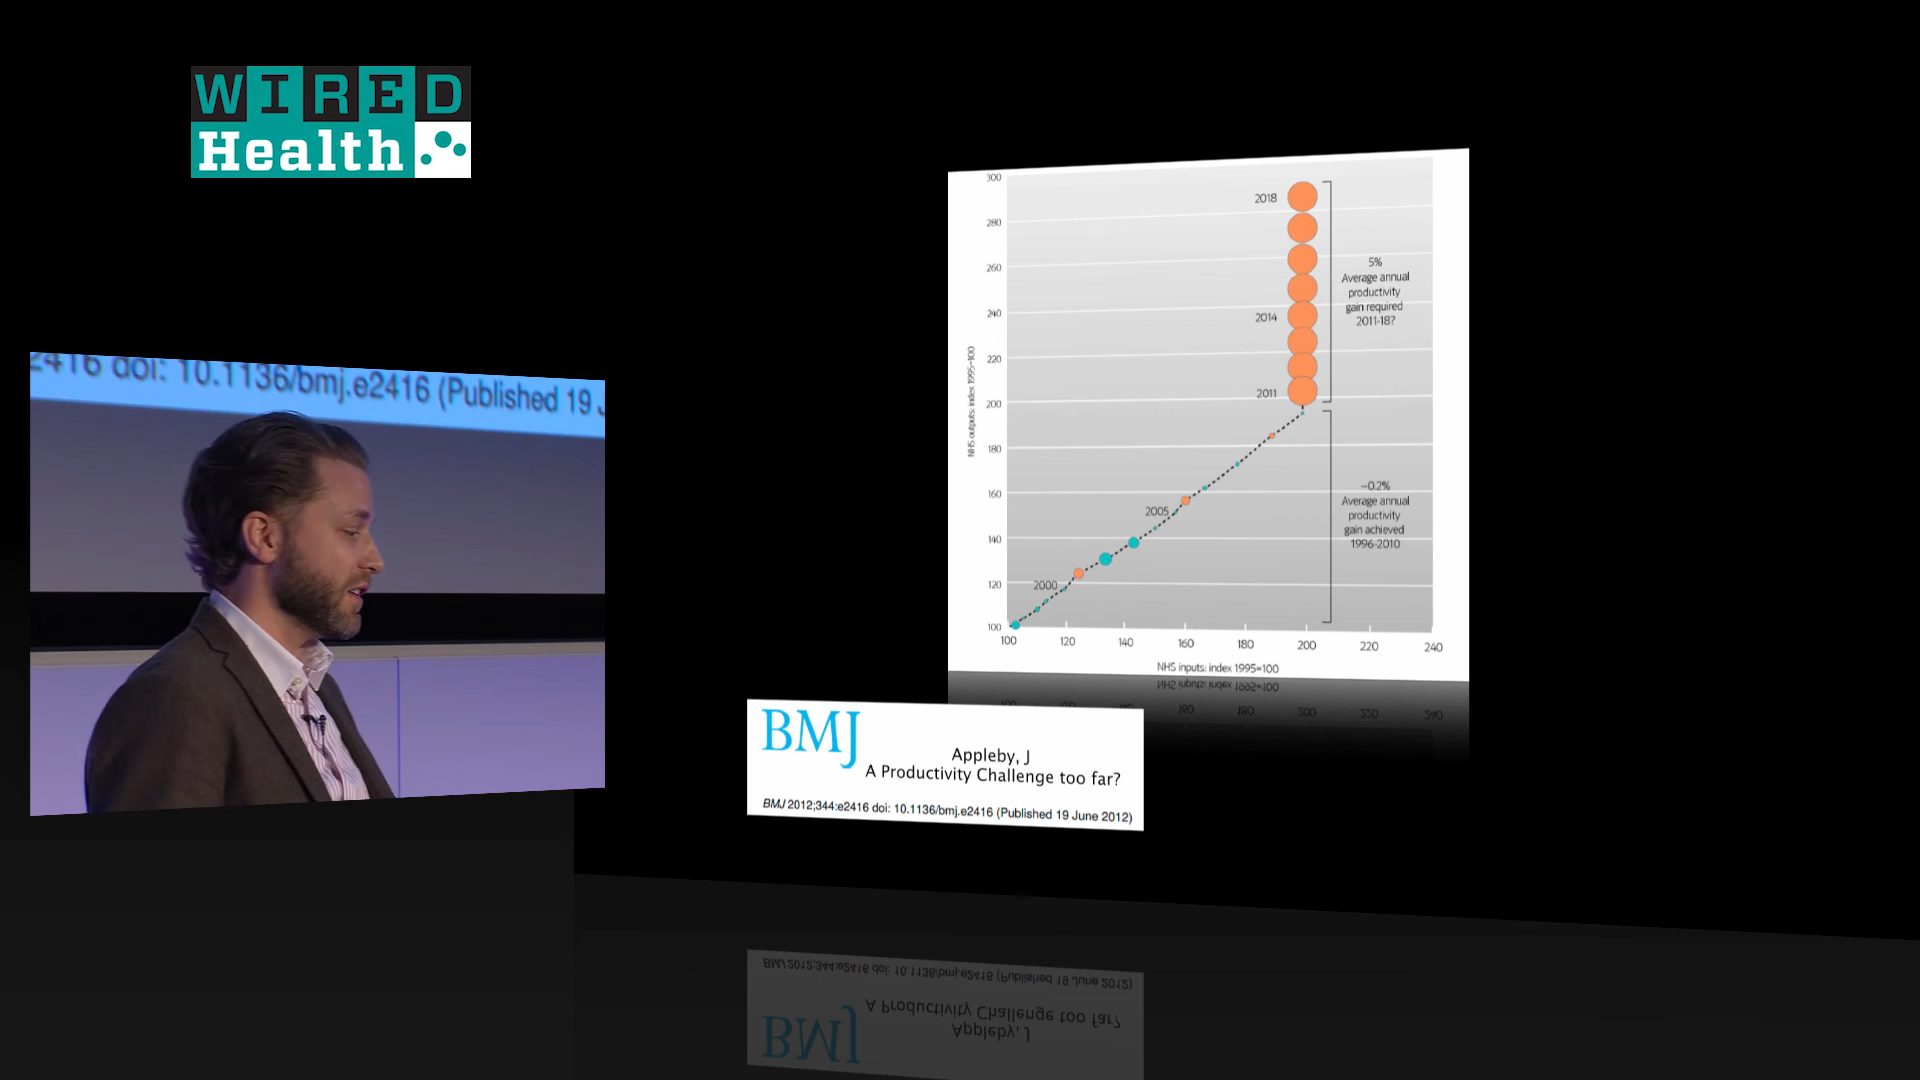 WIRED
Health
2416 doi: 10.1136/bmj.e2416 (Published 19 J
300
280
260
240
220
200
180
160
140
120
100
NHS outputs: index 1995=100
2018
2014
2011
2005
2000
5%
Average annual
productivity
gain required
2011-18?
−0.2%
Average annual
productivity
gain achieved
1996-2010
100 120 140 160 180 200 220 240
NHS inputs: index 1995=100
BMJ
Appleby, J
A Productivity Challenge too far?
BMJ 2012;344:e2416 doi: 10.1136/bmj.e2416 (Published 19 June 2012)